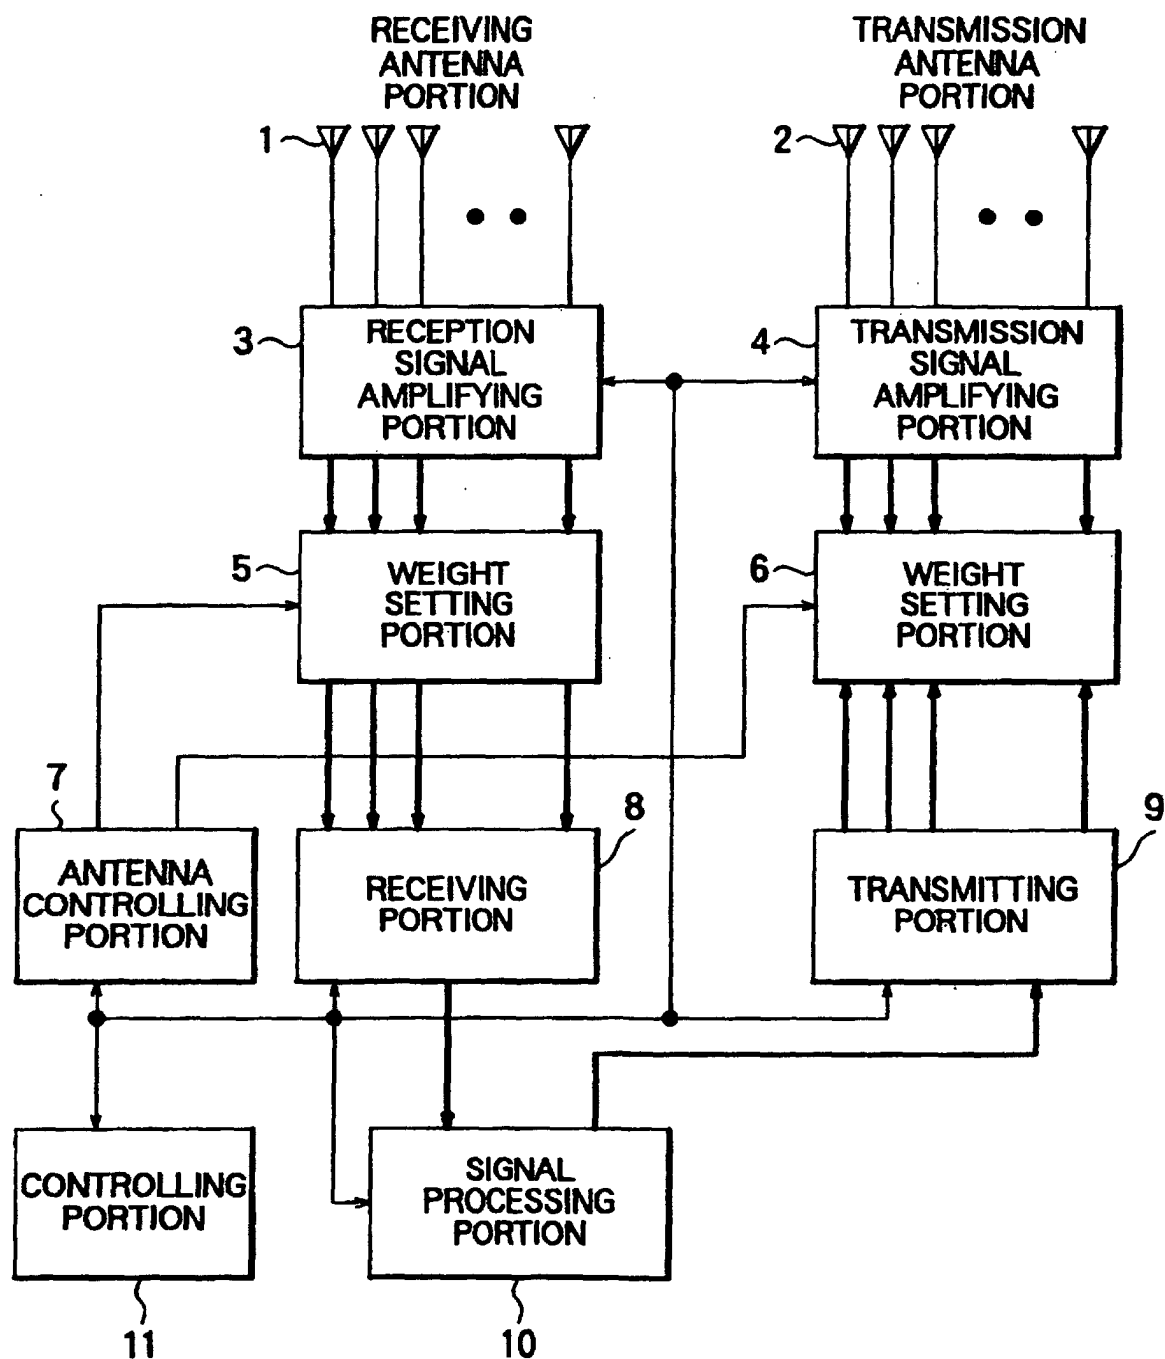 RECEIVING
ANTENNA
PORTION
TRANSMISSION
ANTENNA
PORTION
1
2
3
RECEPTION
SIGNAL
AMPLIFYING
PORTION
4
TRANSMISSION
SIGNAL
AMPLIFYING
PORTION
5
WEIGHT
SETTING
PORTION
6
WEIGHT
SETTING
PORTION
7
ANTENNA
CONTROLLING
PORTION
8
RECEIVING
PORTION
9
TRANSMITTING
PORTION
CONTROLLING
PORTION
11
SIGNAL
PROCESSING
PORTION
10